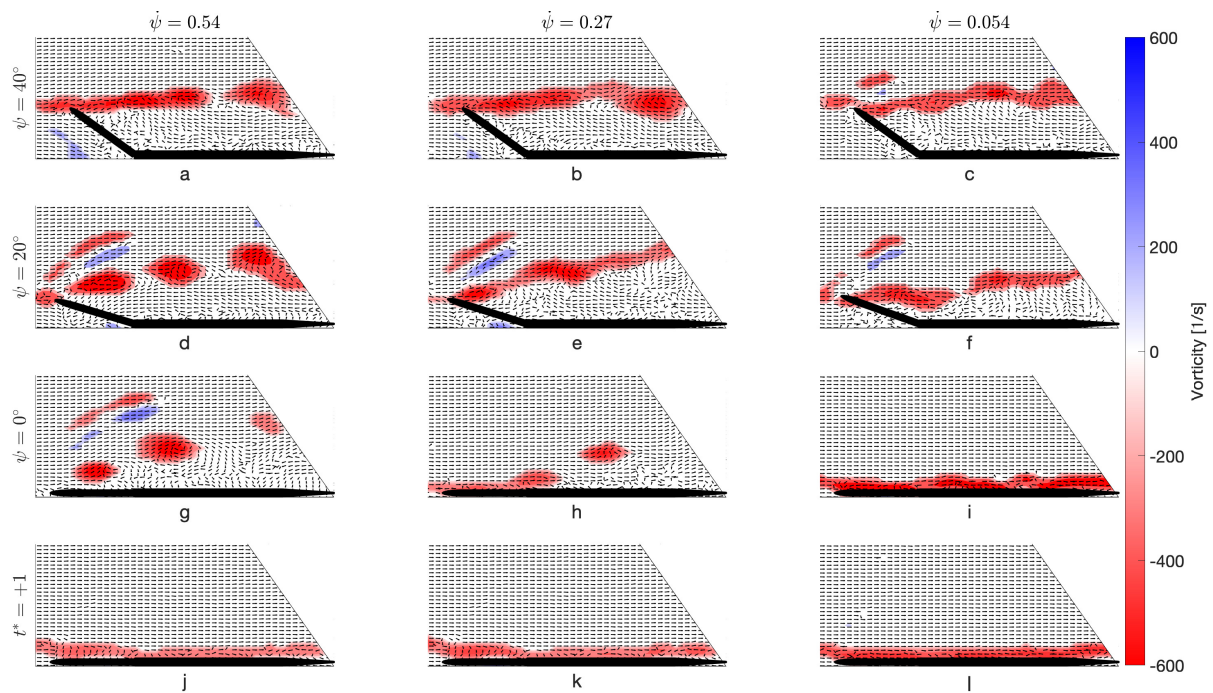 ψ̇ = 0.54 ψ̇ = 0.27 ψ̇ = 0.054
ψ = 40°
a b c
ψ = 20°
d e f
ψ = 0°
g h i
t* = +1
j k l
600
400
200
0
-200
-400
-600
Vorticity [1/s]